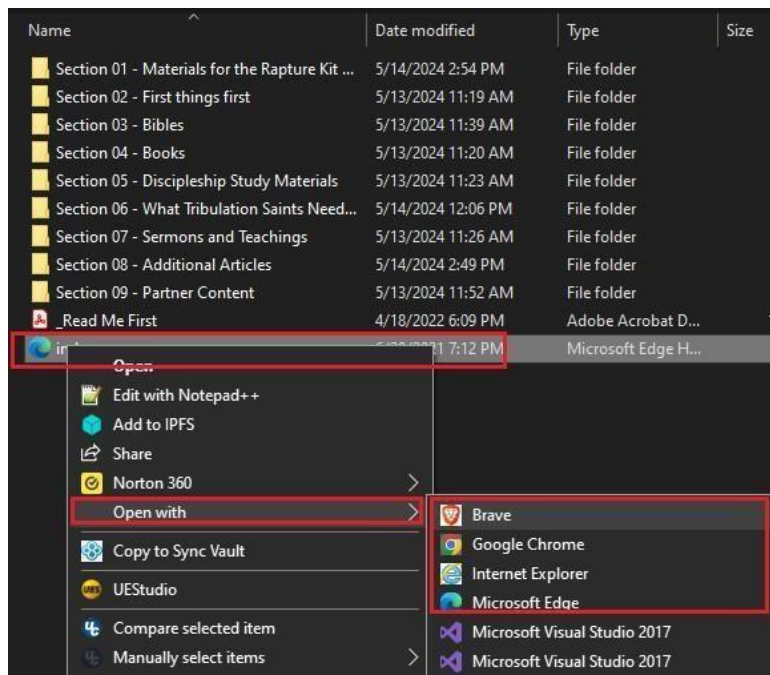 Name Date modified Type Size
Section 01 - Materials for the Rapture Kit ... 5/14/2024 2:54 PM File folder
Section 02 - First things first 5/13/2024 11:19 AM File folder
Section 03 - Bibles 5/13/2024 11:39 AM File folder
Section 04 - Books 5/13/2024 11:20 AM File folder
Section 05 - Discipleship Study Materials 5/13/2024 11:23 AM File folder
Section 06 - What Tribulation Saints Need... 5/14/2024 12:06 PM File folder
Section 07 - Sermons and Teachings 5/13/2024 11:26 AM File folder
Section 08 - Additional Articles 5/14/2024 2:49 PM File folder
Section 09 - Partner Content 5/13/2024 11:52 AM File folder
_Read Me First 4/18/2022 6:09 PM Adobe Acrobat D...
7:12 PM Microsoft Edge H...
Open
Edit with Notepad++
Add to IPFS
Share
Norton 360
Open with
Copy to Sync Vault
UEStudio
Compare selected item
Manually select items
Brave
Google Chrome
Internet Explorer
Microsoft Edge
Microsoft Visual Studio 2017
Microsoft Visual Studio 2017